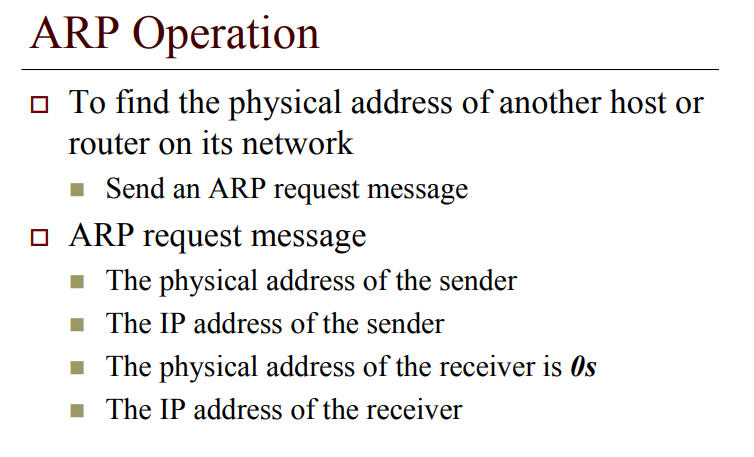 ARP Operation
To find the physical address of another host or
router on its network
Send an ARP request message
ARP request message
The physical address of the sender
The IP address of the sender
The physical address of the receiver is 0s
The IP address of the receiver